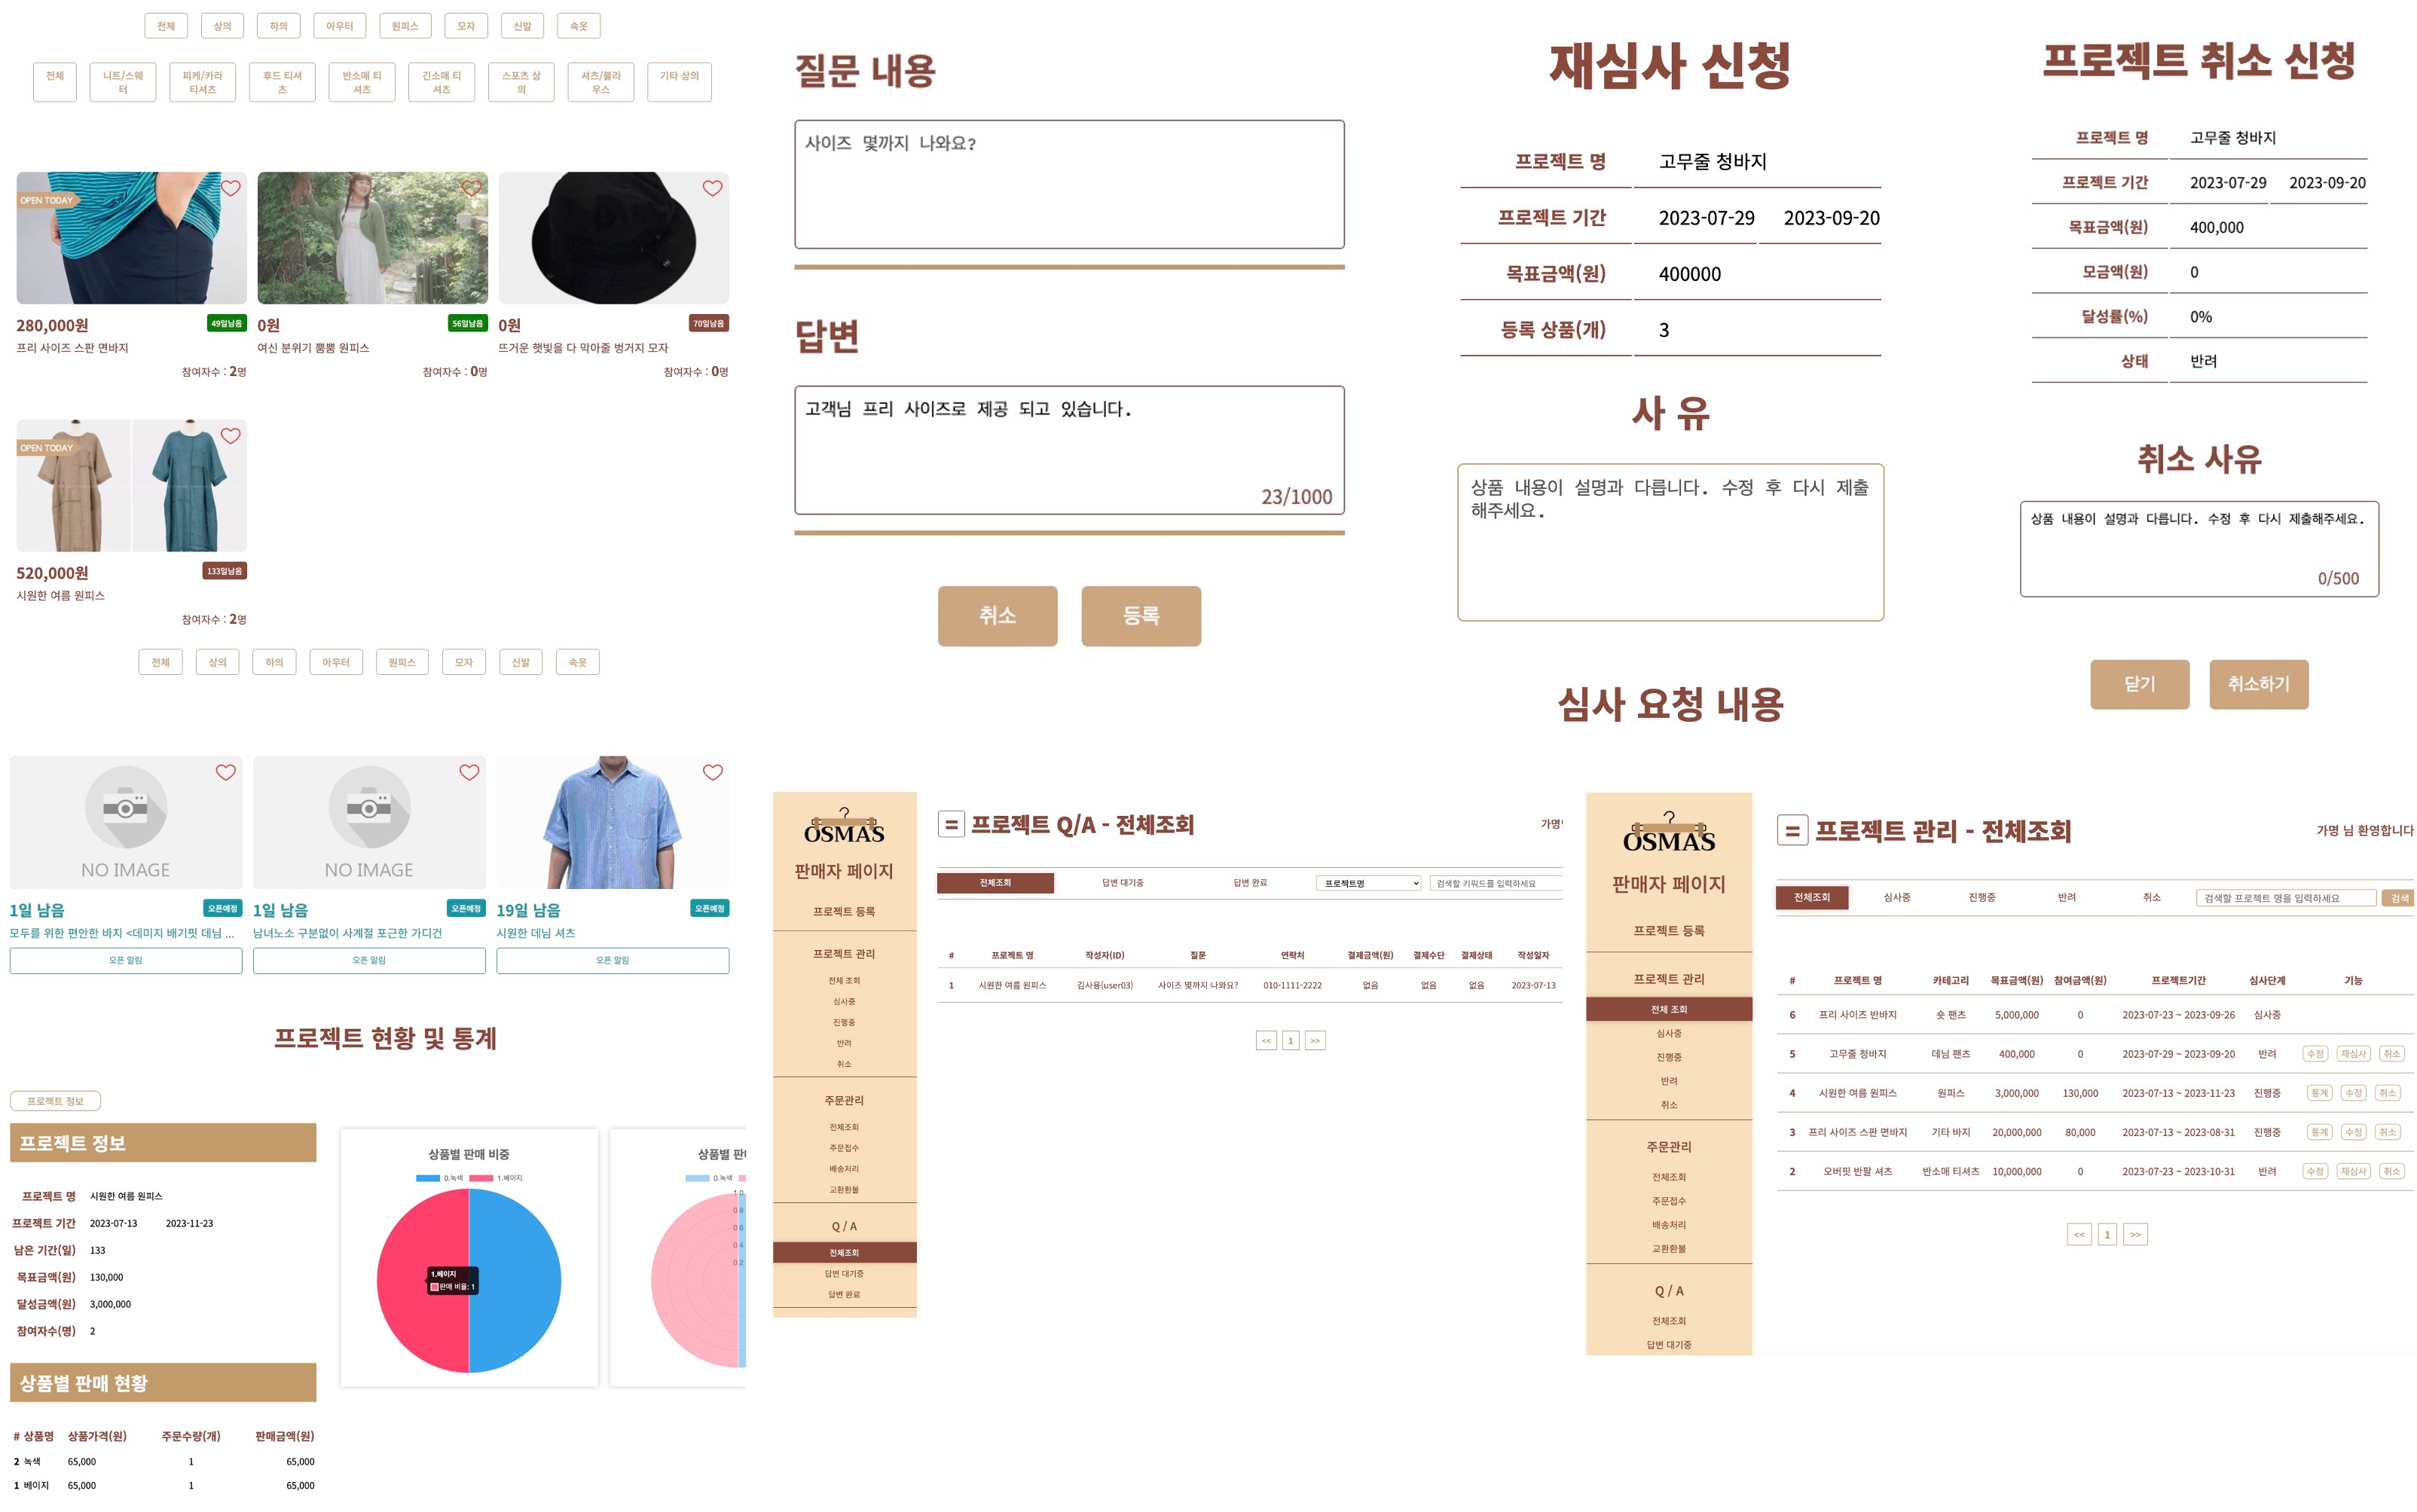 전체 상의 하의 아우터 원피스 모자 신발 속옷
전체 니트/스웨터 피케/카라 티셔츠 후드 티셔츠 반소매 티셔츠 긴소매 티셔츠 스포츠 상의 셔츠/블라우스 기타 상의
OPEN TODAY
280,000원 49일남음
프리 사이즈 스판 면바지
참여자수 : 2명
0원 56일남음
여신 분위기 뿜뿜 원피스
참여자수 : 0명
0원 70일남음
뜨거운 햇빛을 다 막아줄 벙거지 모자
참여자수 : 0명
OPEN TODAY
520,000원 133일남음
시원한 여름 원피스
참여자수 : 2명
전체 상의 하의 아우터 원피스 모자 신발 속옷
NO IMAGE
1일 남음 오픈예정
모두를 위한 편안한 바지 <데미지 배기핏 데님 ...
오픈 알림
NO IMAGE
1일 남음 오픈예정
남녀노소 구분없이 사계절 포근한 가디건
오픈 알림
19일 남음 오픈예정
시원한 데님 셔츠
오픈 알림
프로젝트 현황 및 통계
프로젝트 정보
프로젝트 정보
프로젝트 명 시원한 여름 원피스
프로젝트 기간 2023-07-13 2023-11-23
남은 기간(일) 133
목표금액(원) 130,000
달성금액(원) 3,000,000
참여자수(명) 2
상품별 판매 현황
# 상품명 상품가격(원) 주문수량(개) 판매금액(원)
2 녹색 65,000 1 65,000
1 베이지 65,000 1 65,000
상품별 판매 비중
0.녹색 1.베이지
1.베이지
판매 비율: 1
상품별 판
0.녹색
1.0
0.8
0.6
0.4
0.2
질문 내용
사이즈 몇까지 나와요?
답변
고객님 프리 사이즈로 제공 되고 있습니다.
23/1000
취소 등록
재심사 신청
프로젝트 명 고무줄 청바지
프로젝트 기간 2023-07-29 2023-09-20
목표금액(원) 400000
등록 상품(개) 3
사 유
상품 내용이 설명과 다릅니다. 수정 후 다시 제출
해주세요.
심사 요청 내용
프로젝트 취소 신청
프로젝트 명 고무줄 청바지
프로젝트 기간 2023-07-29 2023-09-20
목표금액(원) 400,000
모금액(원) 0
달성률(%) 0%
상태 반려
취소 사유
상품 내용이 설명과 다릅니다. 수정 후 다시 제출해주세요.
0/500
닫기 취소하기
OSMAS
판매자 페이지
프로젝트 등록
프로젝트 관리
전체 조회
심사중
진행중
반려
취소
주문관리
전체조회
주문접수
배송처리
교환환불
Q / A
전체조회
답변 대기중
답변 완료
프로젝트 Q/A - 전체조회 가명
전체조회 답변 대기중 답변 완료 프로젝트명 검색할 키워드를 입력하세요
# 프로젝트 명 작성자(ID) 질문 연락처 결제금액(원) 결제수단 결제상태 작성일자
1 시원한 여름 원피스 김사용(user03) 사이즈 몇까지 나와요? 010-1111-2222 없음 없음 없음 2023-07-13
<< 1 >>
OSMAS
판매자 페이지
프로젝트 등록
프로젝트 관리
전체 조회
심사중
진행중
반려
취소
주문관리
전체조회
주문접수
배송처리
교환환불
Q / A
전체조회
답변 대기중
프로젝트 관리 - 전체조회 가명 님 환영합니다
전체조회 심사중 진행중 반려 취소 검색할 프로젝트 명을 입력하세요 검색
# 프로젝트 명 카테고리 목표금액(원) 참여금액(원) 프로젝트기간 심사단계 기능
6 프리 사이즈 반바지 숏 팬츠 5,000,000 0 2023-07-23 ~ 2023-09-26 심사중
5 고무줄 청바지 데님 팬츠 400,000 0 2023-07-29 ~ 2023-09-20 반려 수정 재심사 취소
4 시원한 여름 원피스 원피스 3,000,000 130,000 2023-07-13 ~ 2023-11-23 진행중 통계 수정 취소
3 프리 사이즈 스판 면바지 기타 바지 20,000,000 80,000 2023-07-13 ~ 2023-08-31 진행중 통계 수정 취소
2 오버핏 반팔 셔츠 반소매 티셔츠 10,000,000 0 2023-07-23 ~ 2023-10-31 반려 수정 재심사 취소
<< 1 >>